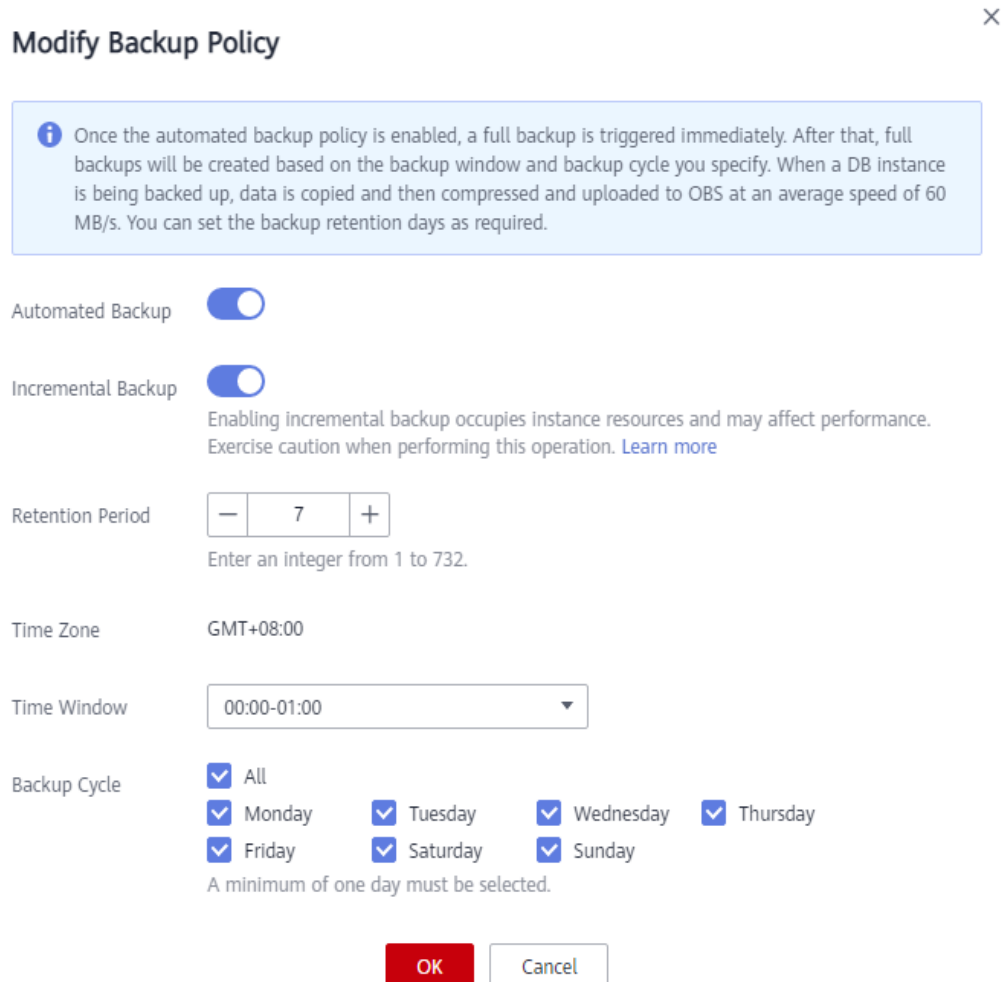 Modify Backup Policy
Once the automated backup policy is enabled, a full backup is triggered immediately. After that, full
backups will be created based on the backup window and backup cycle you specify. When a DB instance
is being backed up, data is copied and then compressed and uploaded to OBS at an average speed of 60
MB/s. You can set the backup retention days as required.
Automated Backup
Incremental Backup
Enabling incremental backup occupies instance resources and may affect performance.
Exercise caution when performing this operation. Learn more
Retention Period 7
Enter an integer from 1 to 732.
Time Zone GMT+08:00
Time Window 00:00-01:00
Backup Cycle All
Monday Tuesday Wednesday Thursday
Friday Saturday Sunday
A minimum of one day must be selected.
OK Cancel